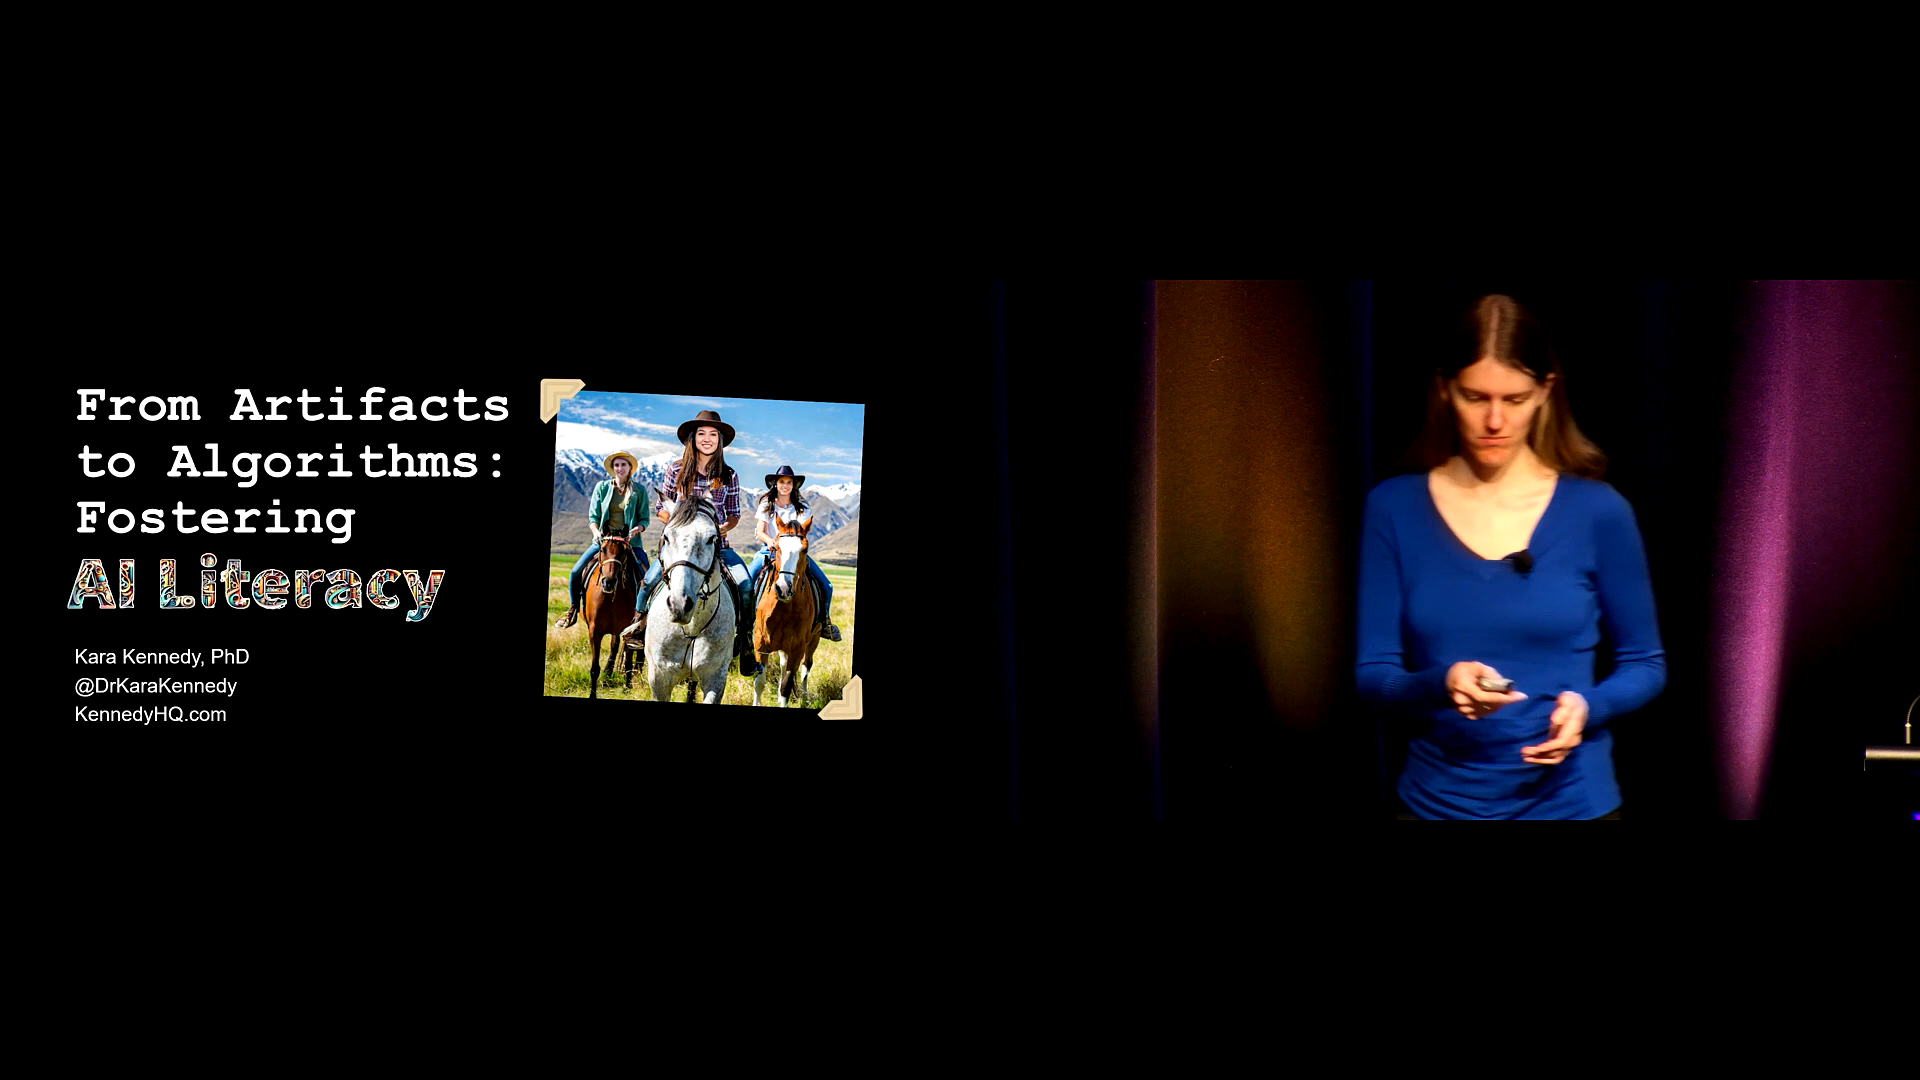 From Artifacts
to Algorithms:
Fostering
AI Literacy
Kara Kennedy, PhD
@DrKaraKennedy
KennedyHQ.com